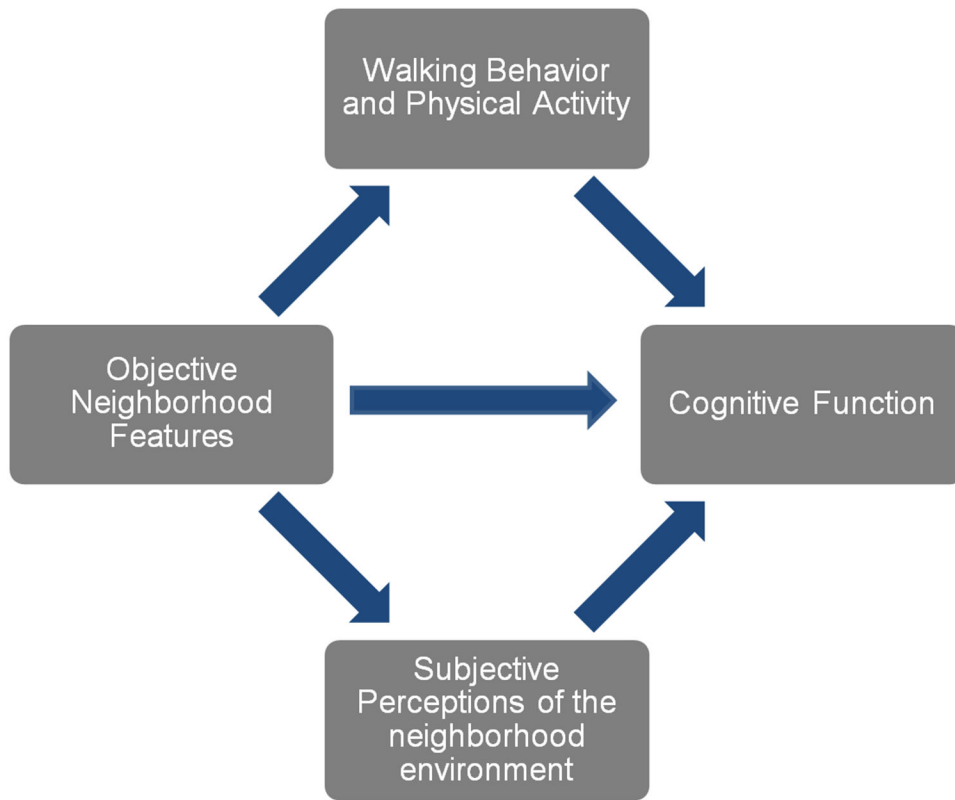 Walking Behavior
and Physical Activity
Objective
Neighborhood
Features
Cognitive Function
Subjective
Perceptions of the
neighborhood
environment